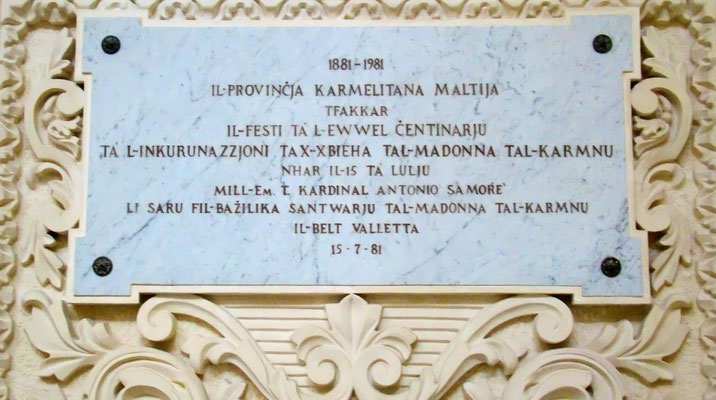 1881-1981
IL-PROVINĊJA KARMELITANA MALTIJA
TFAKKAR
IL-FESTI TA' L-EWWEL ĊENTINARJU
TA L-INKURUNAZZJONI TAX-XBIEHA TAL-MADONNA TAL-KARMNU
NHAR IL-15 TA' LULJU
MILL-EM. T. KARDINAL ANTONIO SAMORE'
LI SARU FIL-BAŻILIKA SANTWARJU TAL-MADONNA TAL-KARMNU
IL-BELT VALLETTA
15-7-81